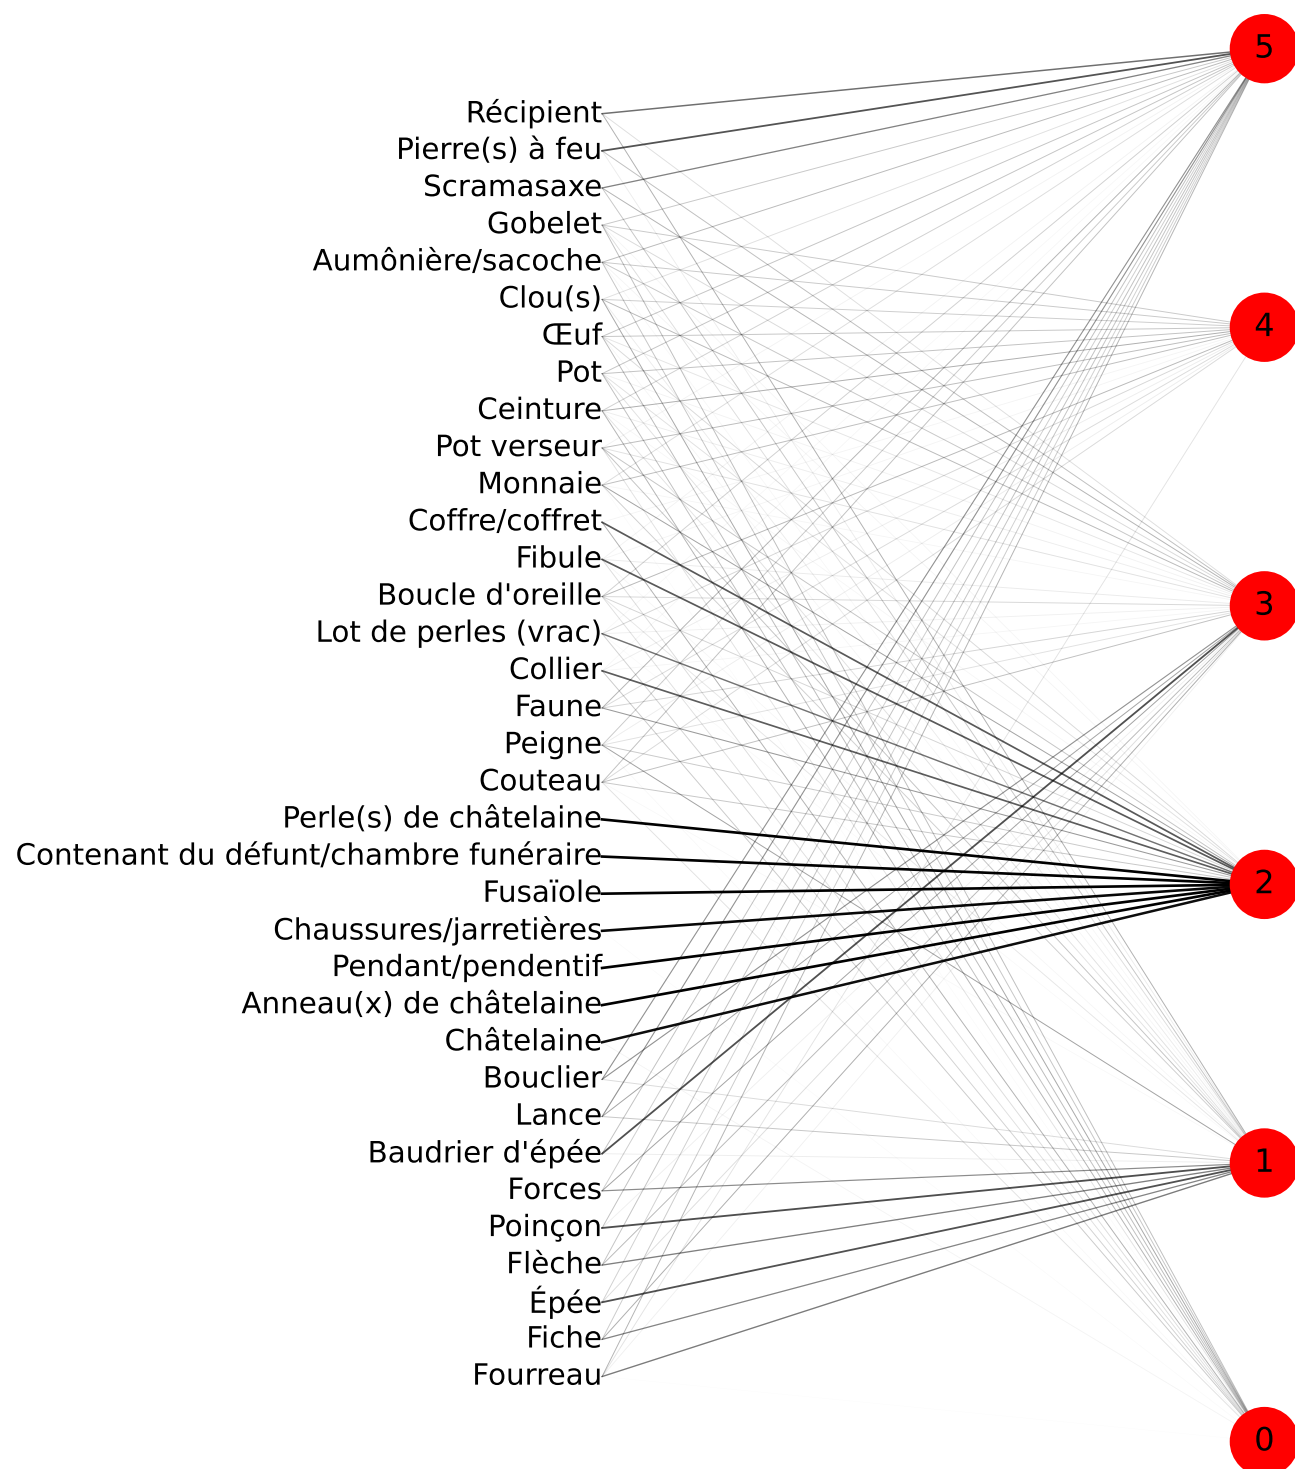 5
Récipient
Pierre(s) à feu
Scramasaxe
Gobelet
Aumônière/sacoche
Clou(s)
4
Œuf
Pot
Ceinture
Pot verseur
Monnaie
Coffre/coffret
Fibule
Boucle d'oreille
3
Lot de perles (vrac)
Collier
Faune
Peigne
Couteau
Perle(s) de châtelaine
Contenant du défunt/chambre funéraire
2
Fusaïole
Chaussures/jarretières
Pendant/pendentif
Anneau(x) de châtelaine
Châtelaine
Bouclier
Lance
Baudrier d'épée
1
Forces
Poinçon
Flèche
Épée
Fiche
Fourreau
0